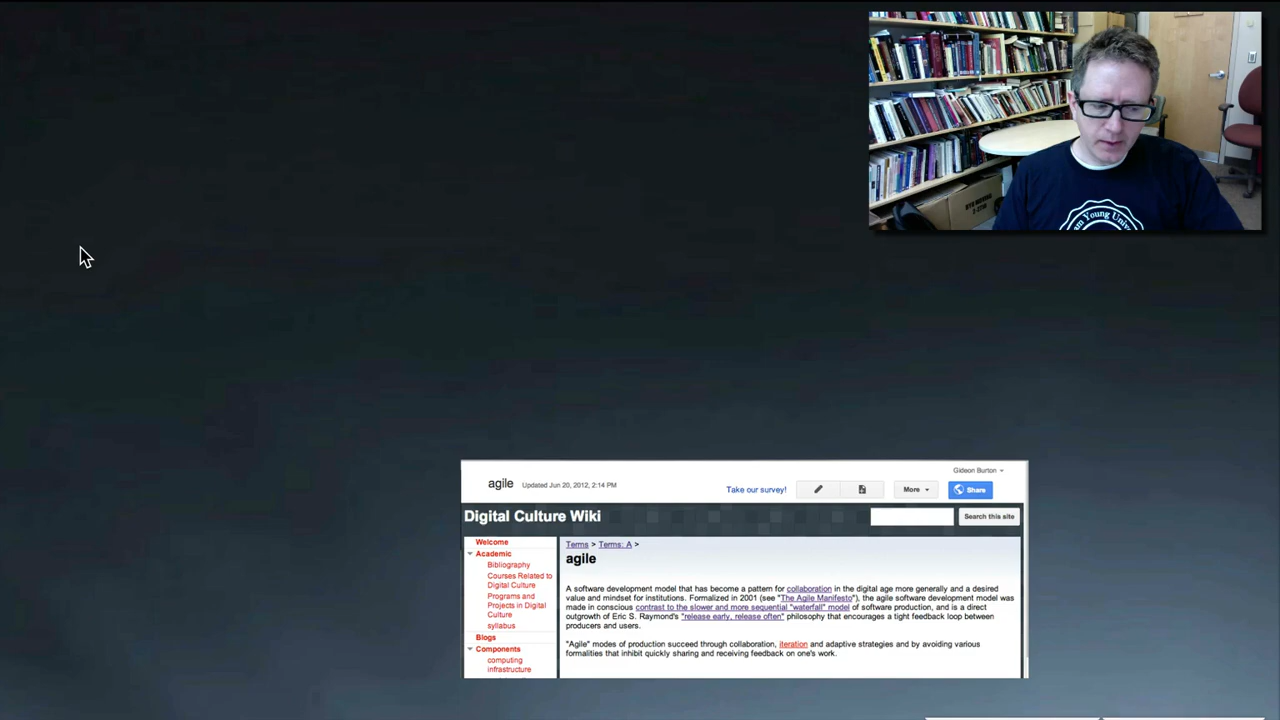 am Young Univer
Gideon Burton
agile Updated Jun 20, 2012, 2:14 PM Take our survey! More Share
Digital Culture Wiki Search this site
Welcome
Academic
Bibliography
Courses Related to
Digital Culture
Programs and
Projects in Digital
Culture
syllabus
Blogs
Components
computing
infrastructure
Terms > Terms: A >
agile
A software development model that has become a pattern for collaboration in the digital age more generally and a desired
value and mindset for institutions. Formalized in 2001 (see "The Agile Manifesto"), the agile software development model was
made in conscious contrast to the slower and more sequential "waterfall" model of software production, and is a direct
outgrowth of Eric S. Raymond's "release early, release often" philosophy that encourages a tight feedback loop between
producers and users.
"Agile" modes of production succeed through collaboration, iteration and adaptive strategies and by avoiding various
formalities that inhibit quickly sharing and receiving feedback on one's work.